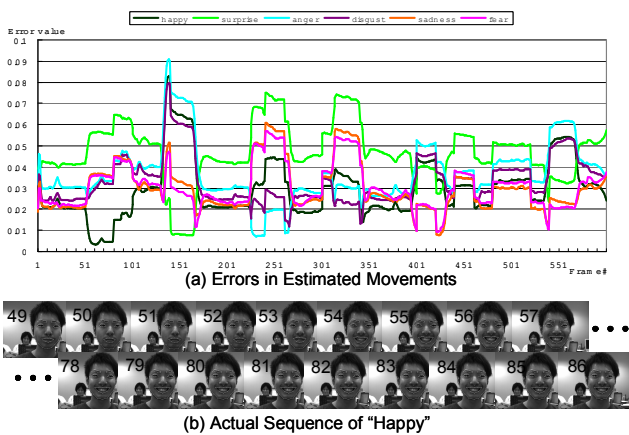 happy surprise anger disgust sadness fear
Error value
0.1
0.09
0.08
0.07
0.06
0.05
0.04
0.03
0.02
0.01
0
1 51 101 151 201 251 301 351 401 451 501 551
Frame#
(a) Errors in Estimated Movements
49 50 51 52 53 54 55 56 57
78 79 80 81 82 83 84 85 86
(b) Actual Sequence of "Happy"